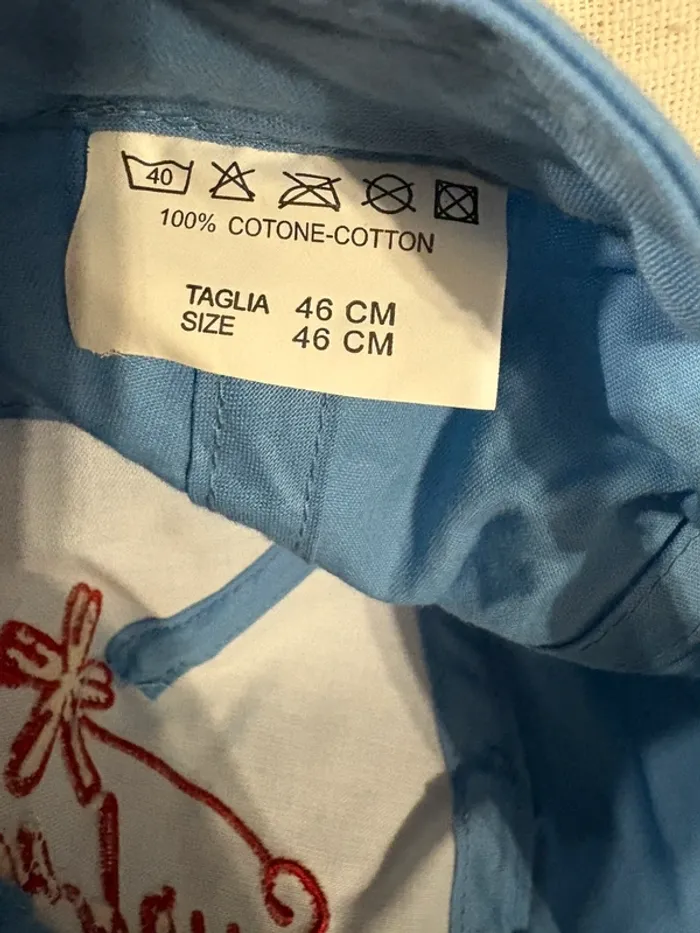 40
100% COTONE-COTTON
TAGLIA 46 CM
SIZE 46 CM